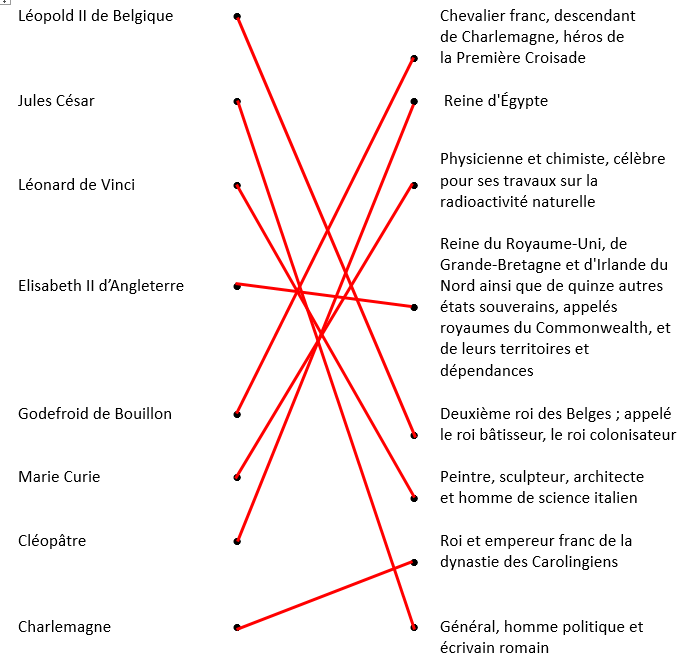 Léopold II de Belgique
Jules César
Léonard de Vinci
Elisabeth II d’Angleterre
Godefroid de Bouillon
Marie Curie
Cléopâtre
Charlemagne
Chevalier franc, descendant
de Charlemagne, héros de
la Première Croisade
Reine d'Égypte
Physicienne et chimiste, célèbre
pour ses travaux sur la
radioactivité naturelle
Reine du Royaume-Uni, de
Grande-Bretagne et d'Irlande du
Nord ainsi que de quinze autres
états souverains, appelés
royaumes du Commonwealth, et
de leurs territoires et
dépendances
Deuxième roi des Belges ; appelé
le roi bâtisseur, le roi colonisateur
Peintre, sculpteur, architecte
et homme de science italien
Roi et empereur franc de la
dynastie des Carolingiens
Général, homme politique et
écrivain romain